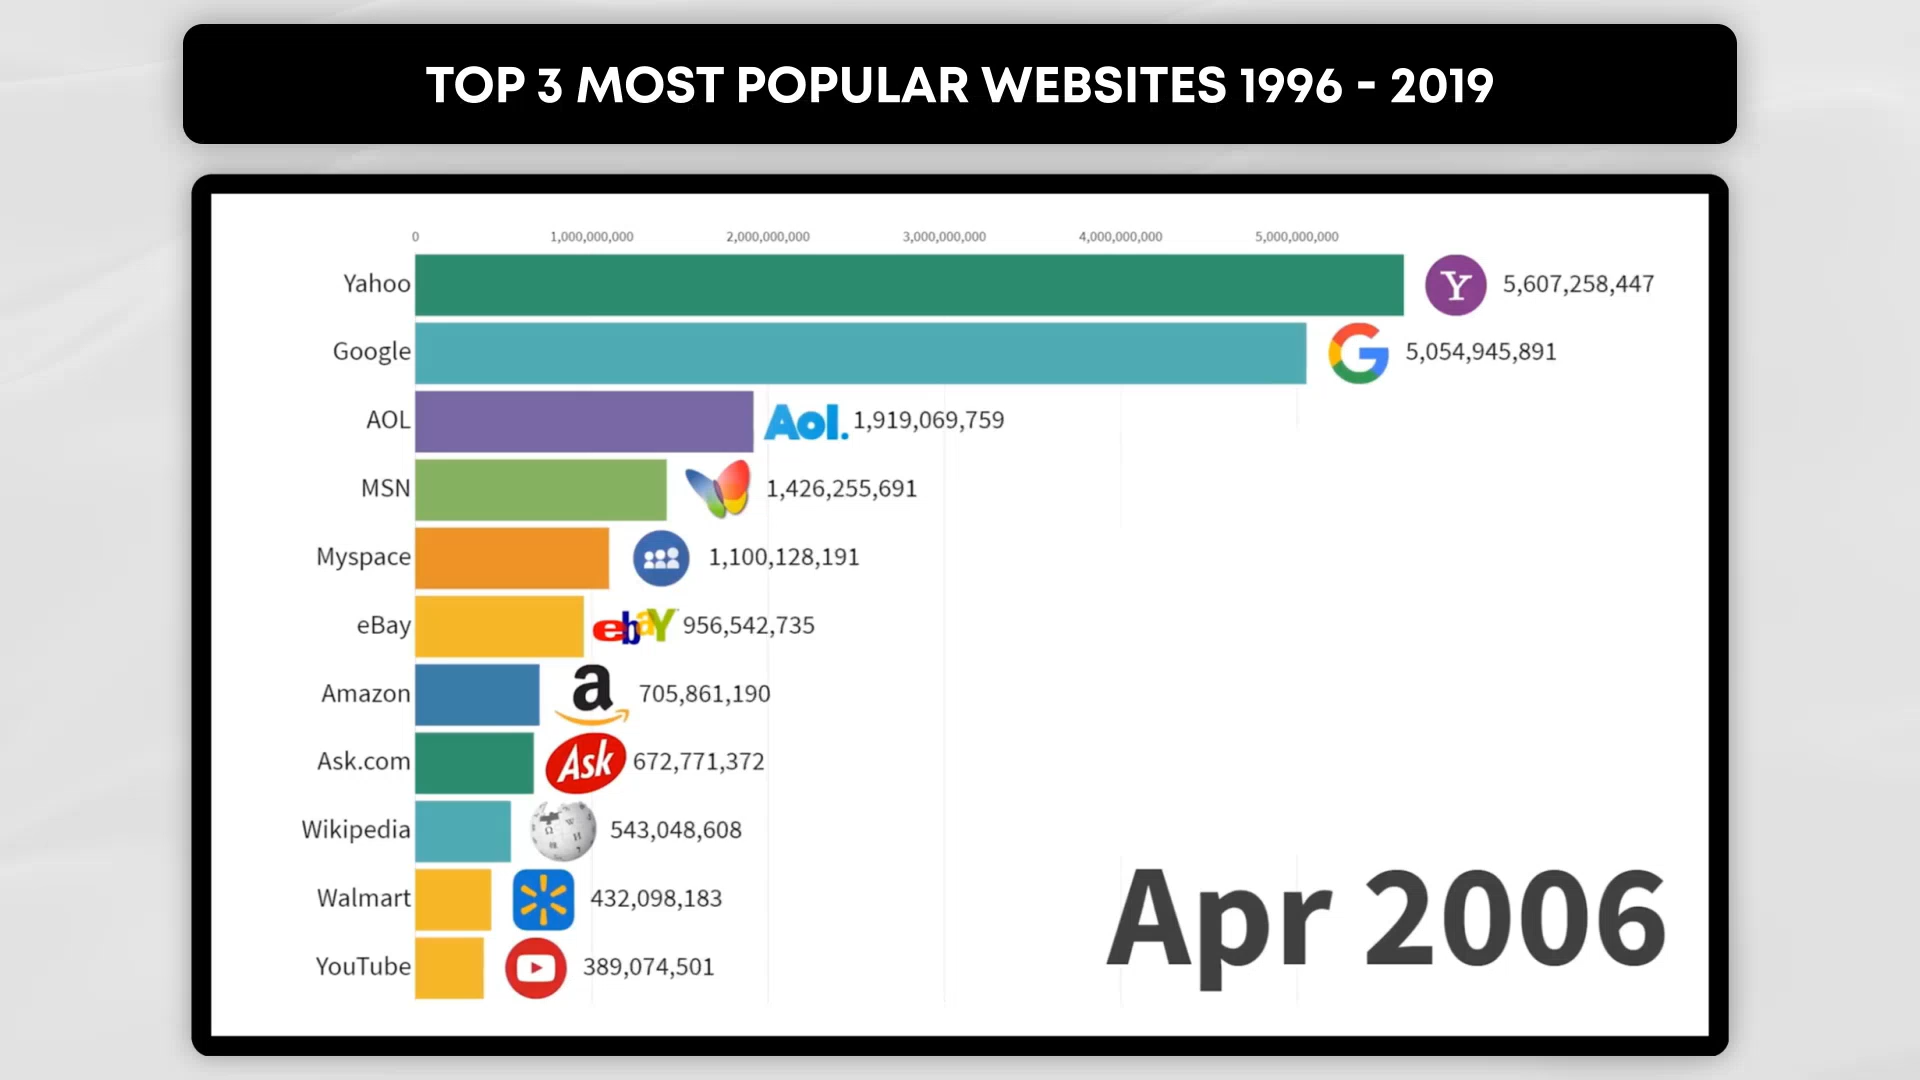 TOP 3 MOST POPULAR WEBSITES 1996 - 2019
0 1,000,000,000 2,000,000,000 3,000,000,000 4,000,000,000 5,000,000,000
Yahoo Y 5,607,258,447
Google G 5,054,945,891
AOL Aol. 1,919,069,759
MSN 1,426,255,691
Myspace 1,100,128,191
eBay ebaY 956,542,735
Amazon a 705,861,190
Ask.com Ask 672,771,372
Wikipedia 543,048,608
Walmart 432,098,183
YouTube 389,074,501
Apr 2006